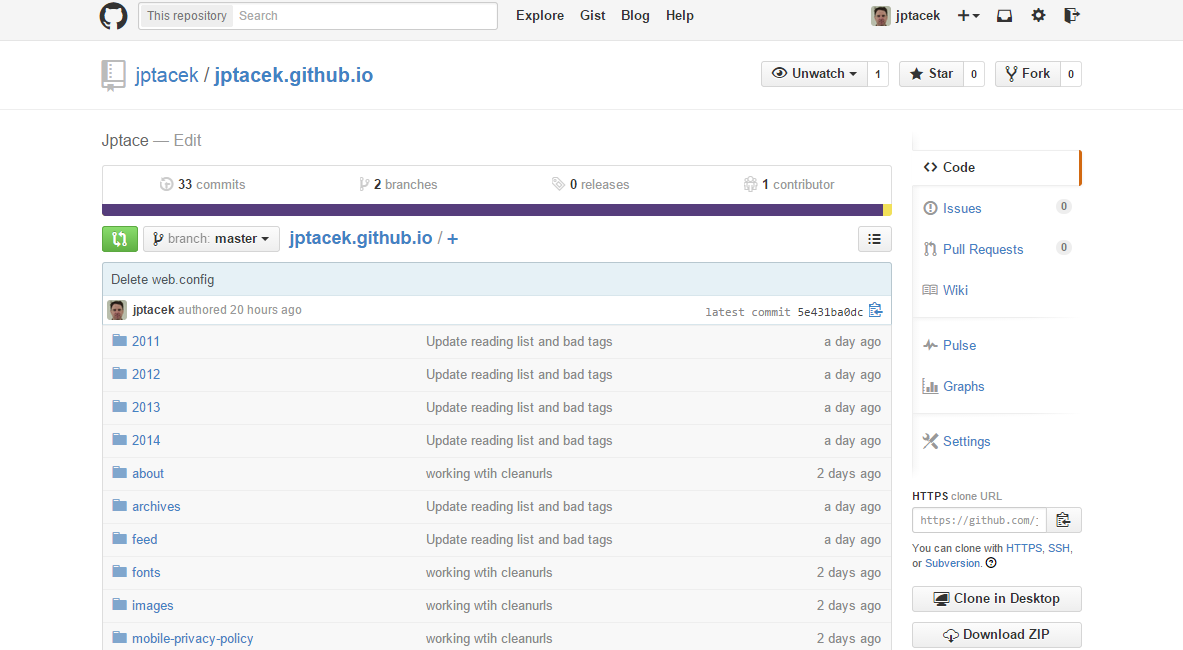 This repository Search Explore Gist Blog Help jptacek
jptacek / jptacek.github.io Unwatch 1 Star 0 Fork 0
Jptace — Edit
33 commits 2 branches 0 releases 1 contributor
branch: master jptacek.github.io / +
Delete web.config
jptacek authored 20 hours ago latest commit 5e431ba0dc
2011 Update reading list and bad tags a day ago
2012 Update reading list and bad tags a day ago
2013 Update reading list and bad tags a day ago
2014 Update reading list and bad tags a day ago
about working wtih cleanurls 2 days ago
archives Update reading list and bad tags a day ago
feed Update reading list and bad tags a day ago
fonts working wtih cleanurls 2 days ago
images working wtih cleanurls 2 days ago
mobile-privacy-policy working wtih cleanurls 2 days ago
Code
Issues 0
Pull Requests 0
Wiki
Pulse
Graphs
Settings
HTTPS clone URL
https://github.com/
You can clone with HTTPS, SSH,
or Subversion.
Clone in Desktop
Download ZIP